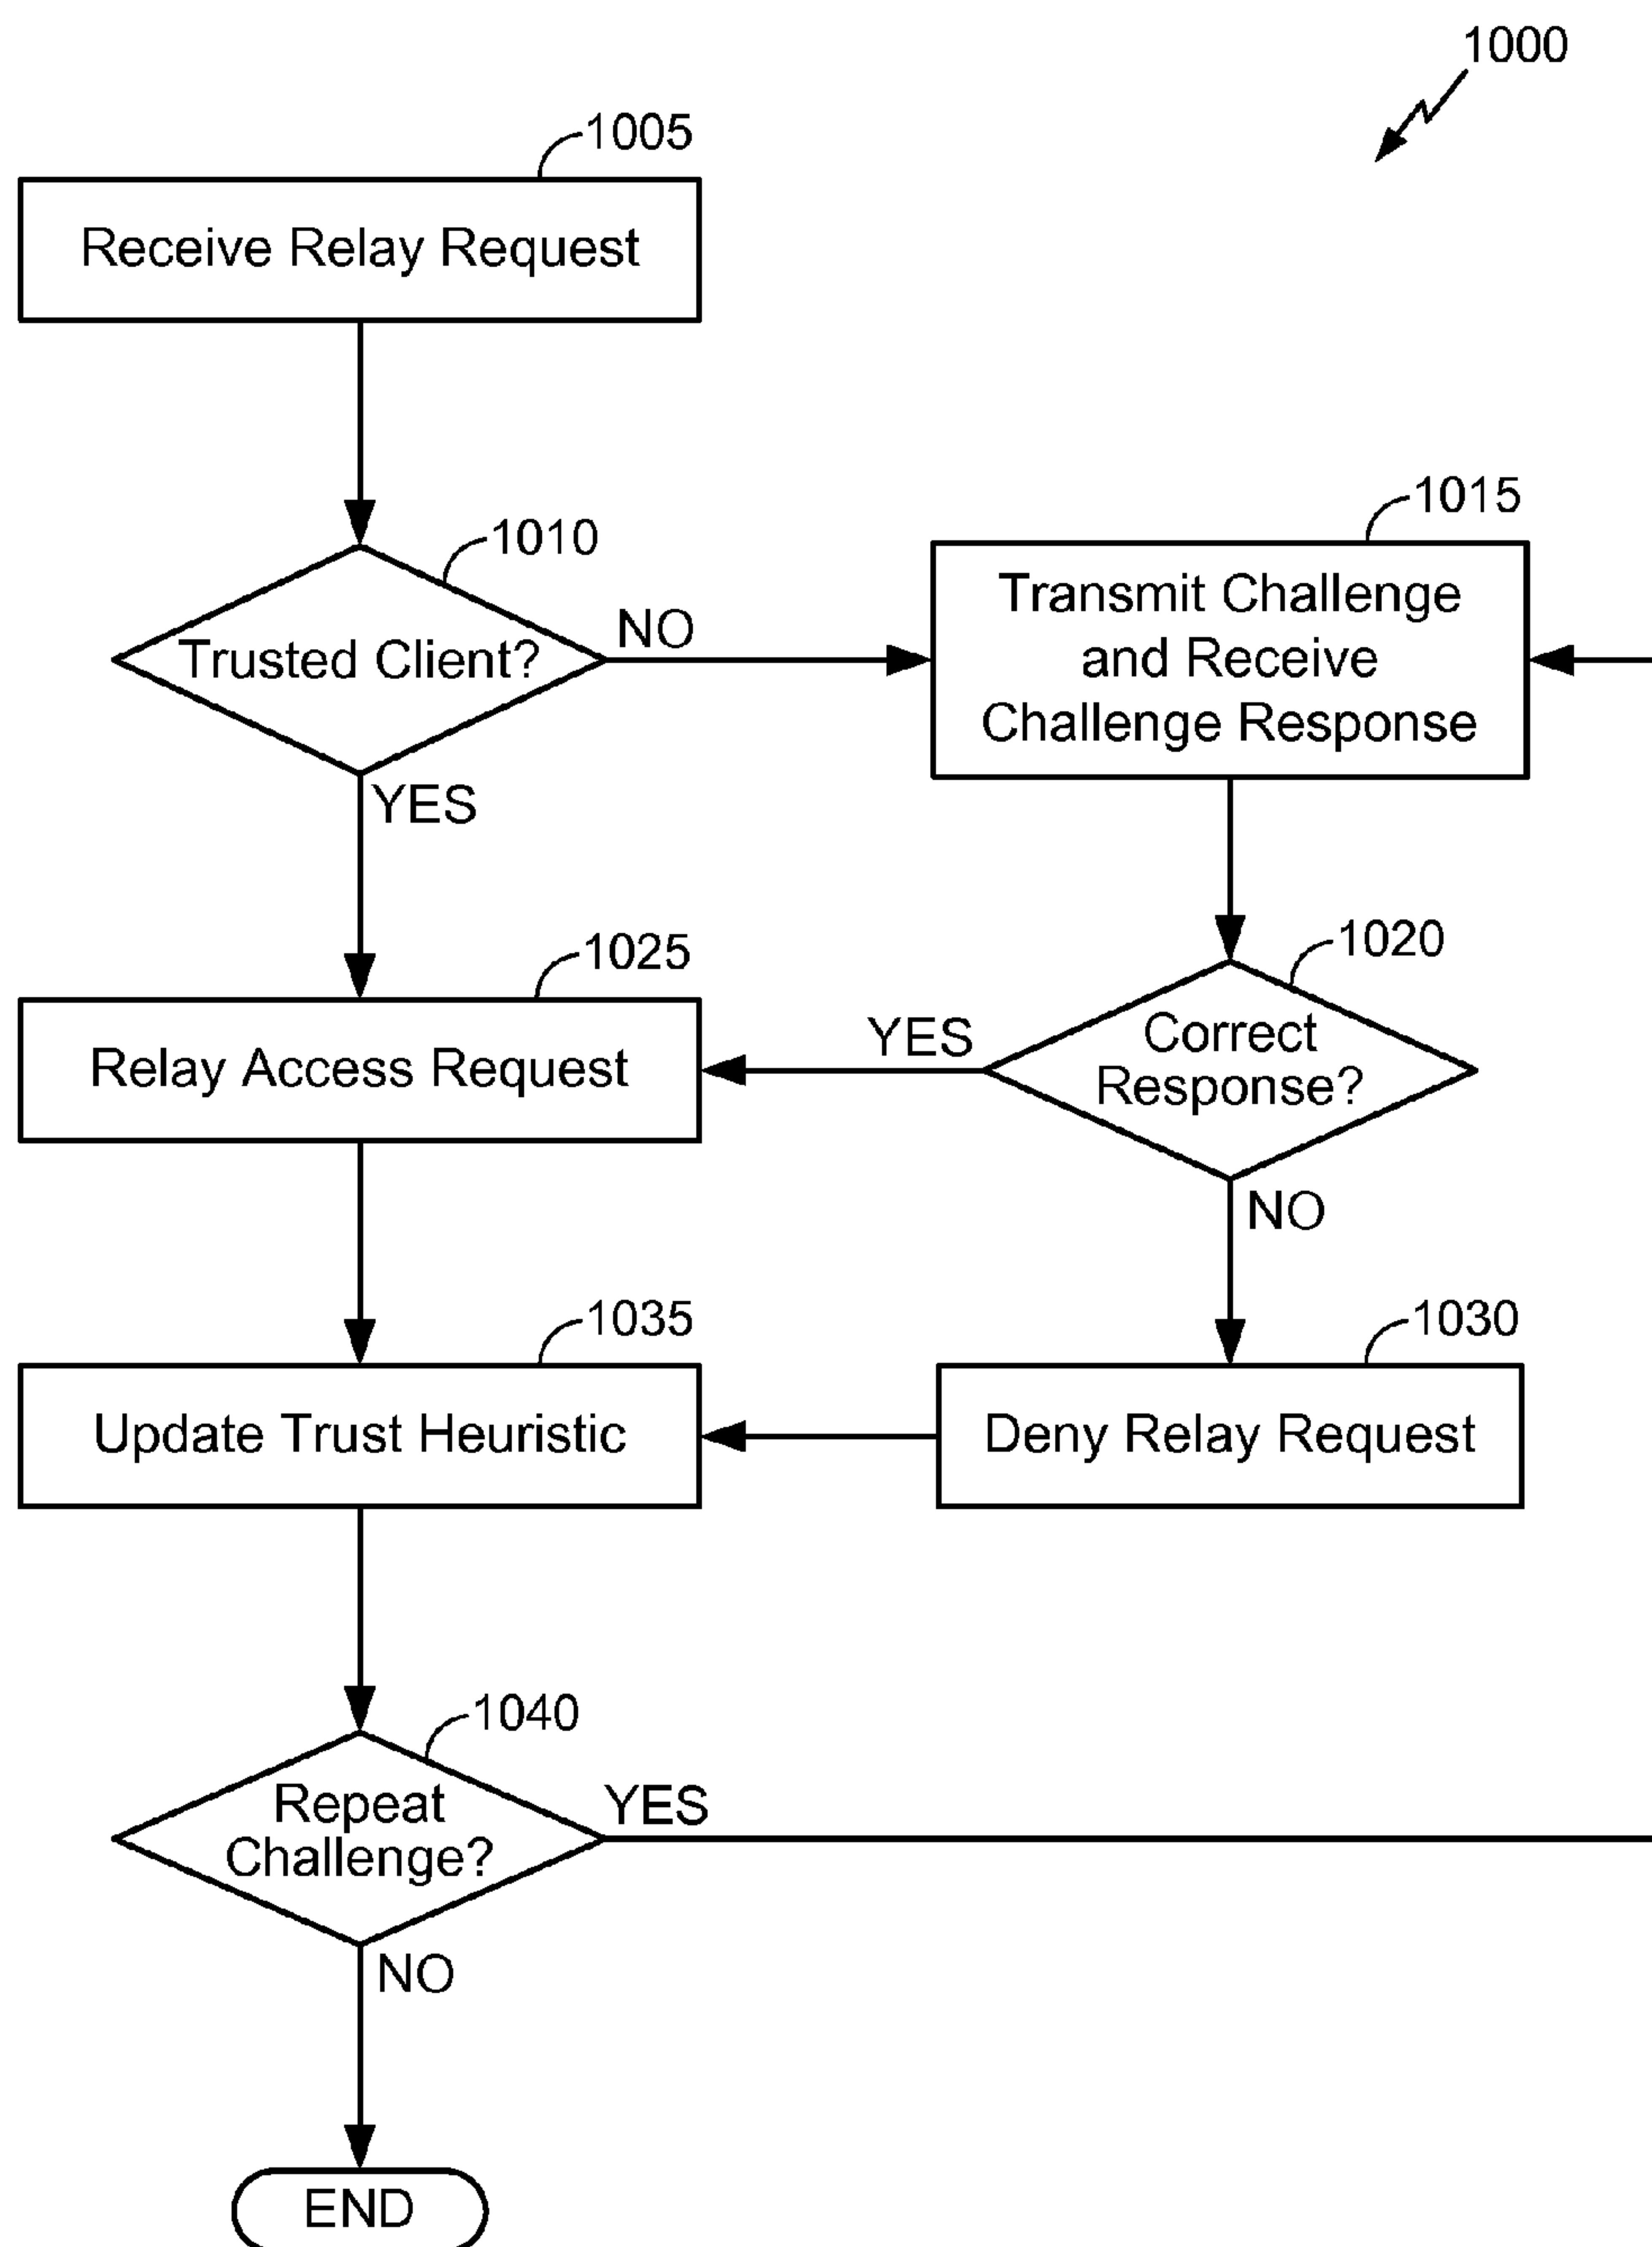 1000
1005
Receive Relay Request
1010
Trusted Client?
NO
YES
1015
Transmit Challenge
and Receive
Challenge Response
1020
Correct
Response?
YES
NO
1025
Relay Access Request
1030
Deny Relay Request
1035
Update Trust Heuristic
1040
Repeat
Challenge?
YES
NO
END